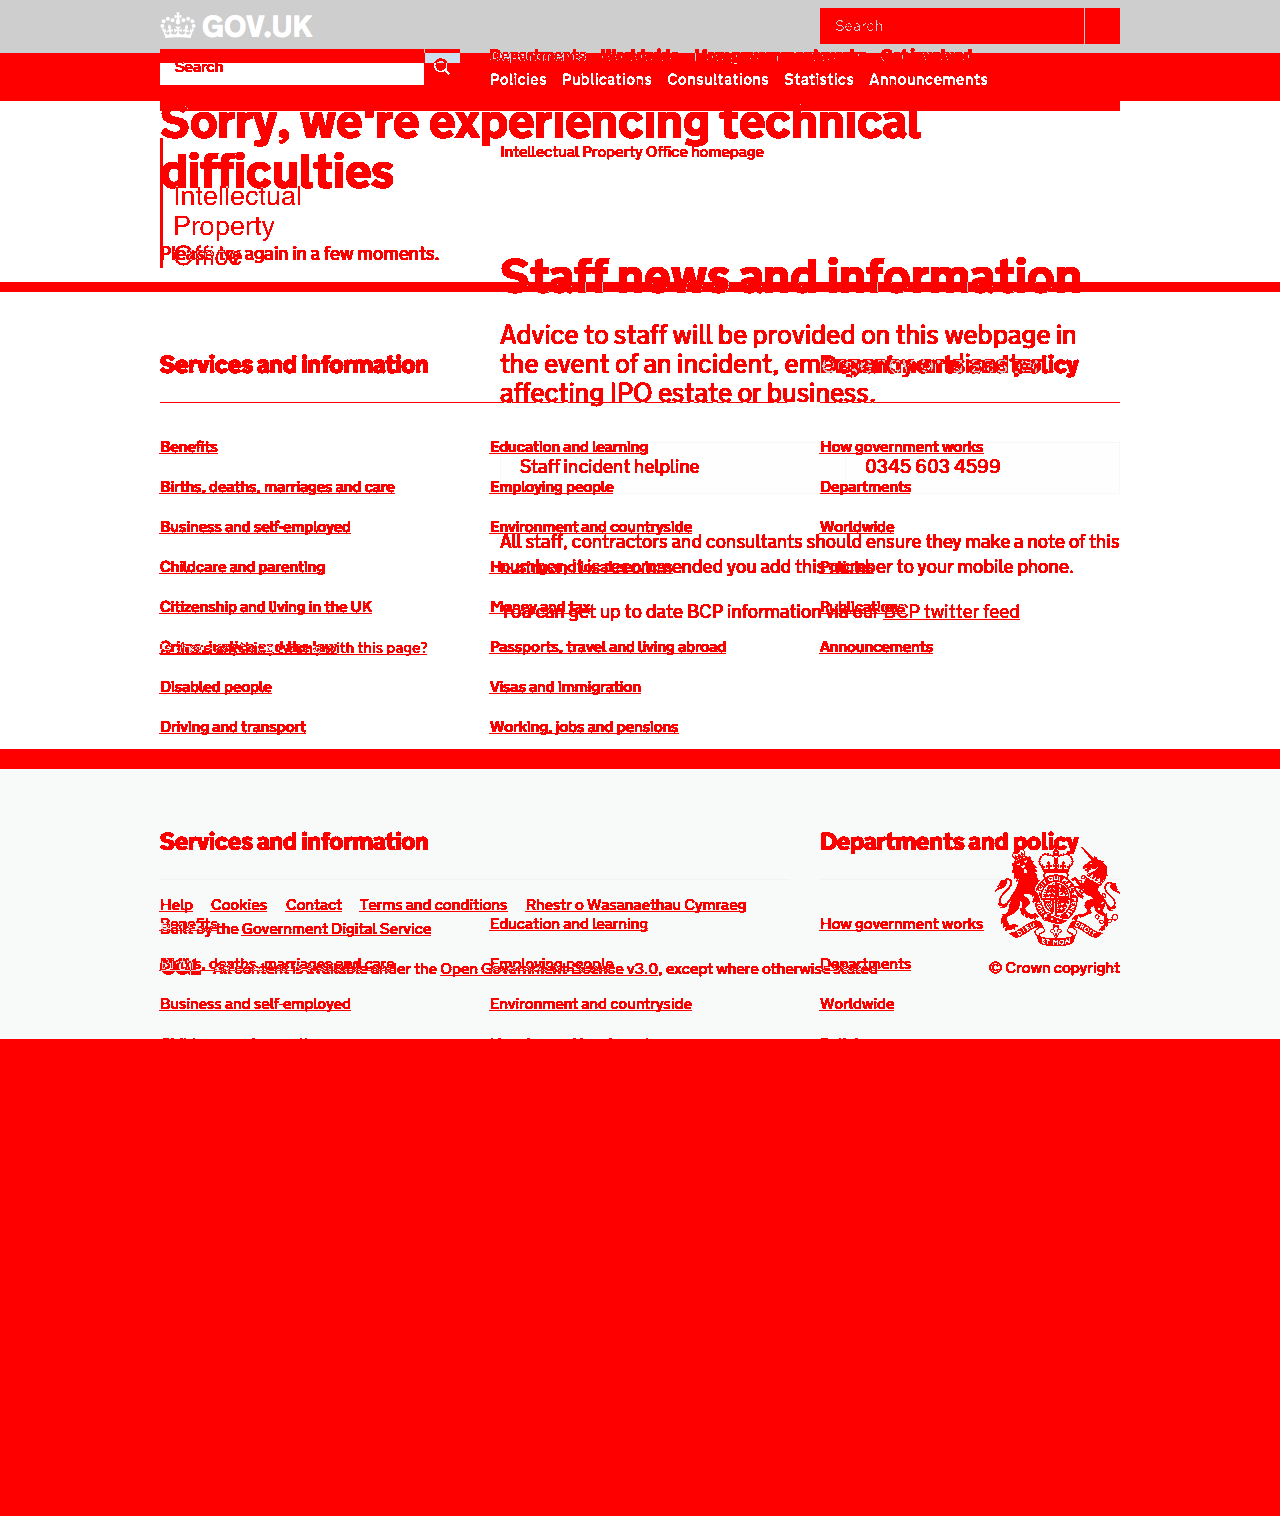 GOV.UK
Search
Departments Worldwide How government works Get involved
Search
Policies Publications Consultations Statistics Announcements
Sorry, we're experiencing technical
difficulties
Intellectual Property Office homepage
Intellectual
Property
Office
Please try again in a few moments.
Staff news and information
Advice to staff will be provided on this webpage in
the event of an incident, emergency or disaster
affecting IPO estate or business.
Services and information
Departments and policy
Benefits
Education and learning
How government works
Staff incident helpline
0345 603 4599
Births, deaths, marriages and care
Employing people
Departments
Business and self-employed
Environment and countryside
Worldwide
All staff, contractors and consultants should ensure they make a note of this
number. It is recommended you add this number to your mobile phone.
Childcare and parenting
Policies
Citizenship and living in the UK
Money and tax
Publications
You can get up to date BCP information via our BCP twitter feed
Crime, justice and the law
with this page?
Passports, travel and living abroad
Announcements
Disabled people
Visas and immigration
Driving and transport
Working, jobs and pensions
Services and information
Departments and policy
Help Cookies Contact Terms and conditions Rhestr o Wasanaethau Cymraeg
Built by the Government Digital Service
Benefits
Education and learning
How government works
Births, deaths, marriages and care
Employing people
Departments
All content is available under the Open Government Licence v3.0, except where otherwise stated
© Crown copyright
Business and self-employed
Environment and countryside
Worldwide